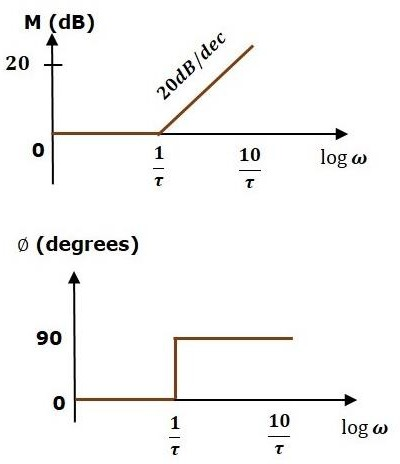 M (dB)
20
20dB/dec
0
1/τ
10/τ
log ω
∅ (degrees)
90
0
1/τ
10/τ
log ω